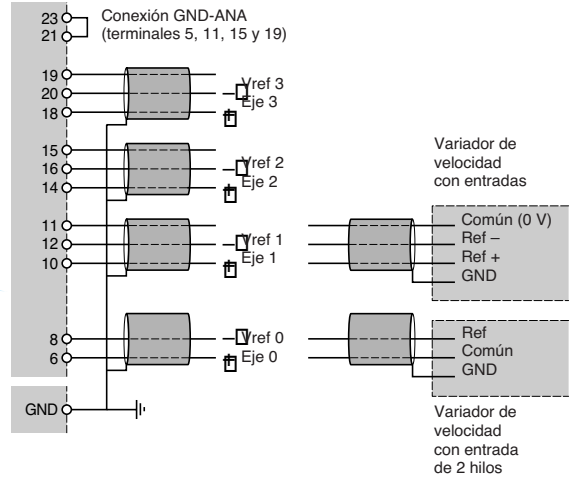 23
21
Conexión GND-ANA
(terminales 5, 11, 15 y 19)
19
20
18
Vref 3
Eje 3
15
16
14
Vref 2
Eje 2
Variador de
velocidad
con entradas
11
12
10
Vref 1
Eje 1
Común (0 V)
Ref –
Ref +
GND
8
6
Vref 0
Eje 0
Ref
Común
GND
GND
Variador de
velocidad
con entrada
de 2 hilos